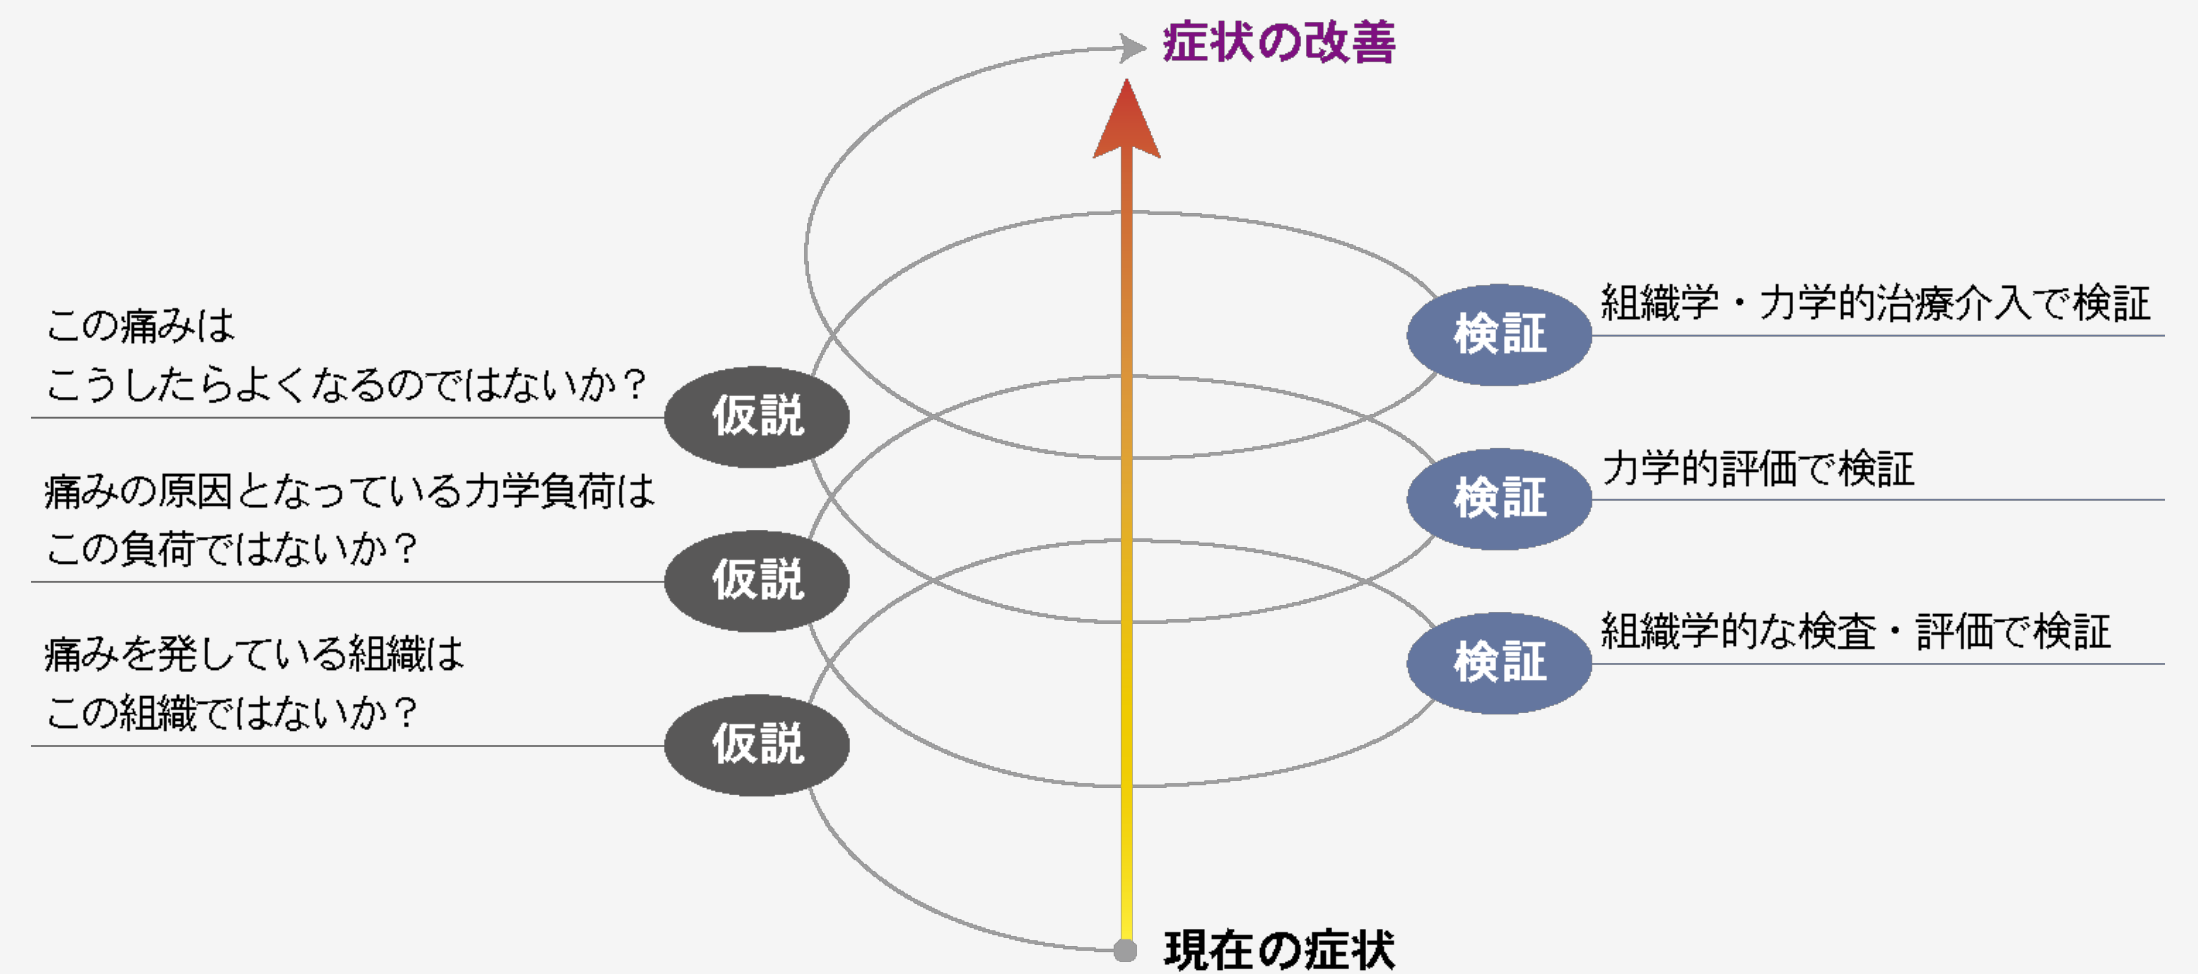 症状の改善
この痛みは
こうしたらよくなるのではないか？
仮説
検証
組織学・力学的治療介入で検証
痛みの原因となっている力学負荷は
この負荷ではないか？
仮説
検証
力学的評価で検証
痛みを発している組織は
この組織ではないか？
仮説
検証
組織学的な検査・評価で検証
現在の症状